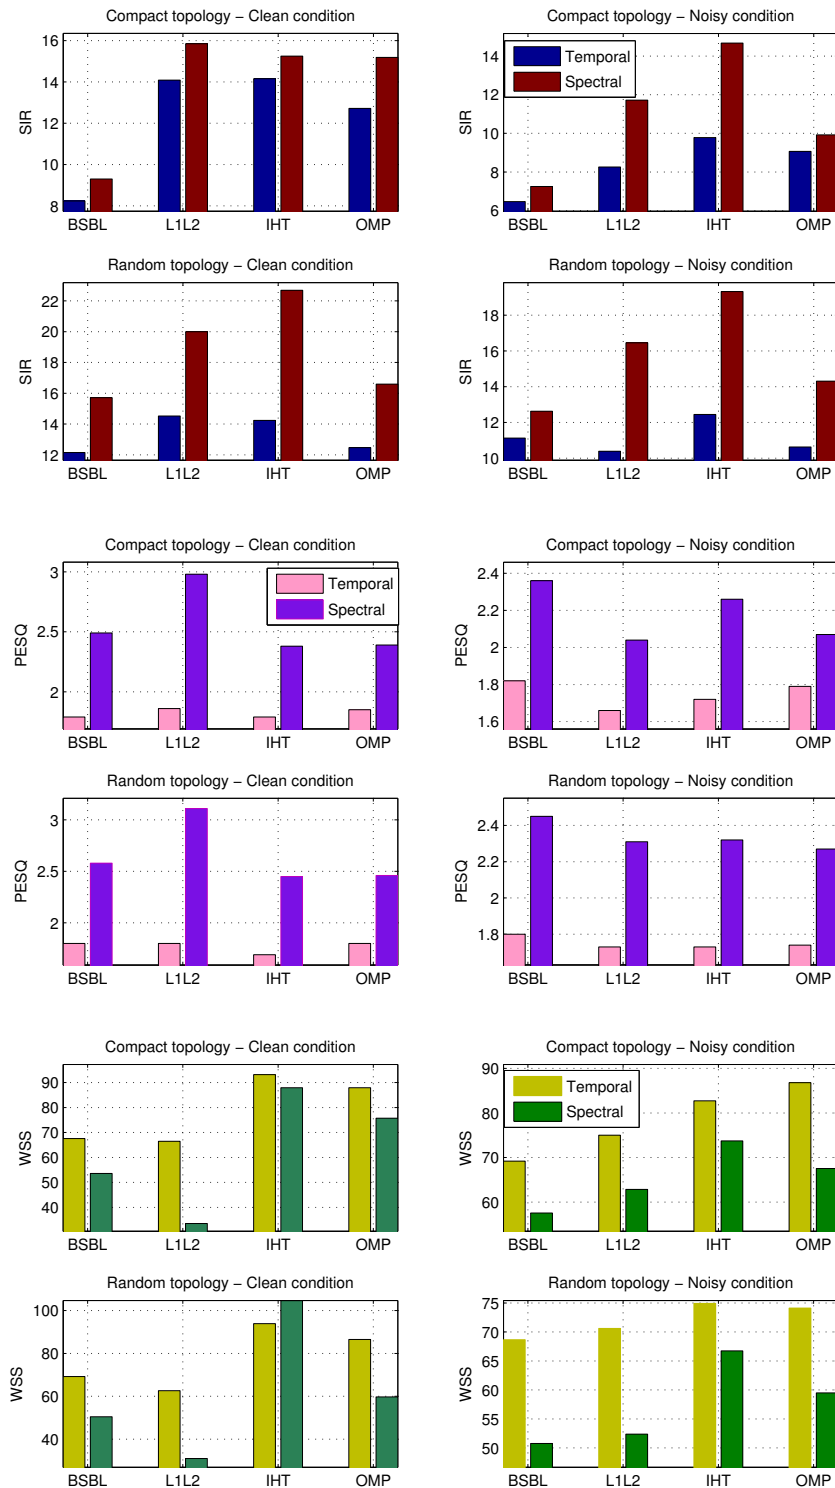 Compact topology − Clean condition
16
14
12
10
8
SIR
BSBL L1L2 IHT OMP
Compact topology − Noisy condition
Temporal
Spectral
14
12
10
8
6
SIR
BSBL L1L2 IHT OMP
Random topology − Clean condition
22
20
18
16
14
12
SIR
BSBL L1L2 IHT OMP
Random topology − Noisy condition
18
16
14
12
10
SIR
BSBL L1L2 IHT OMP
Compact topology − Clean condition
Temporal
Spectral
3
2.5
2
PESQ
BSBL L1L2 IHT OMP
Compact topology − Noisy condition
2.4
2.2
2
1.8
1.6
PESQ
BSBL L1L2 IHT OMP
Random topology − Clean condition
3
2.5
2
PESQ
BSBL L1L2 IHT OMP
Random topology − Noisy condition
2.4
2.2
2
1.8
PESQ
BSBL L1L2 IHT OMP
Compact topology − Clean condition
90
80
70
60
50
40
WSS
BSBL L1L2 IHT OMP
Compact topology − Noisy condition
Temporal
Spectral
90
80
70
60
WSS
BSBL L1L2 IHT OMP
Random topology − Clean condition
100
80
60
40
WSS
BSBL L1L2 IHT OMP
Random topology − Noisy condition
75
70
65
60
55
50
WSS
BSBL L1L2 IHT OMP